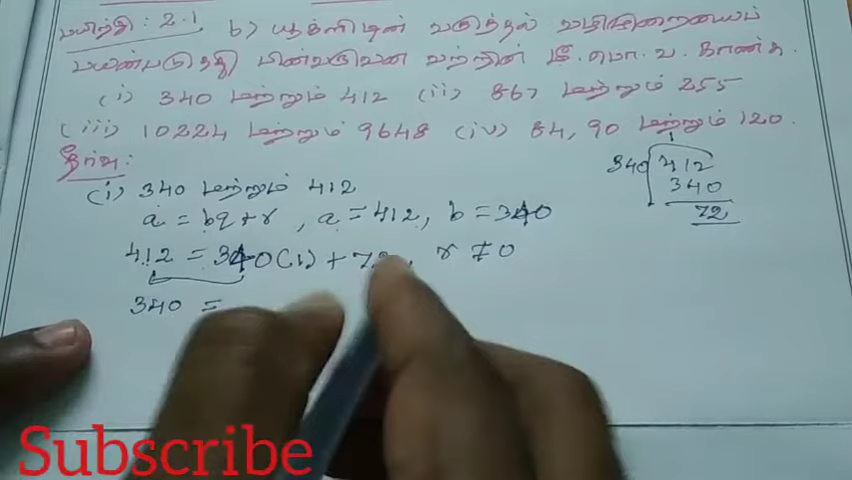 பயிற்சி : 2.1 6) யூக்ளிடின் வகுத்தல் வழிமுறையைப்
பயன்படுத்தி பின்வருவன வற்றின் மீ.பொ.வ. காண்க.
(i) 340 மற்றும் 412 (ii) 867 மற்றும் 255
(iii) 10224 மற்றும் 9648 (iv) 84, 90 மற்றும் 120.
தீர்வு:
(i) 340 மற்றும் 412
a = bq + r , a = 412, b = 340
412 = 340 (1) + 72, r ≠ 0
340 =
1
340 412
340
72
Subscribe